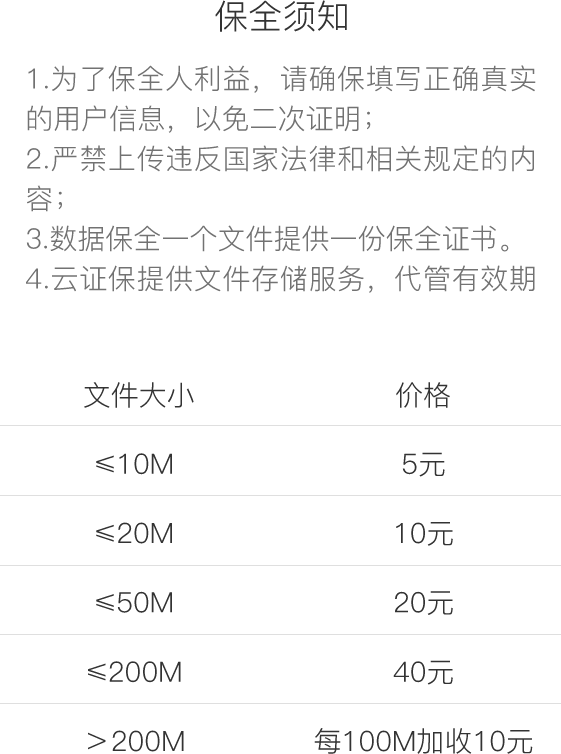 保全须知
1.为了保全人利益，请确保填写正确真实
的用户信息，以免二次证明；
2.严禁上传违反国家法律和相关规定的内
容；
3.数据保全一个文件提供一份保全证书。
4.云证保提供文件存储服务，代管有效期
文件大小 价格
≤10M 5元
≤20M 10元
≤50M 20元
≤200M 40元
＞200M 每100M加收10元